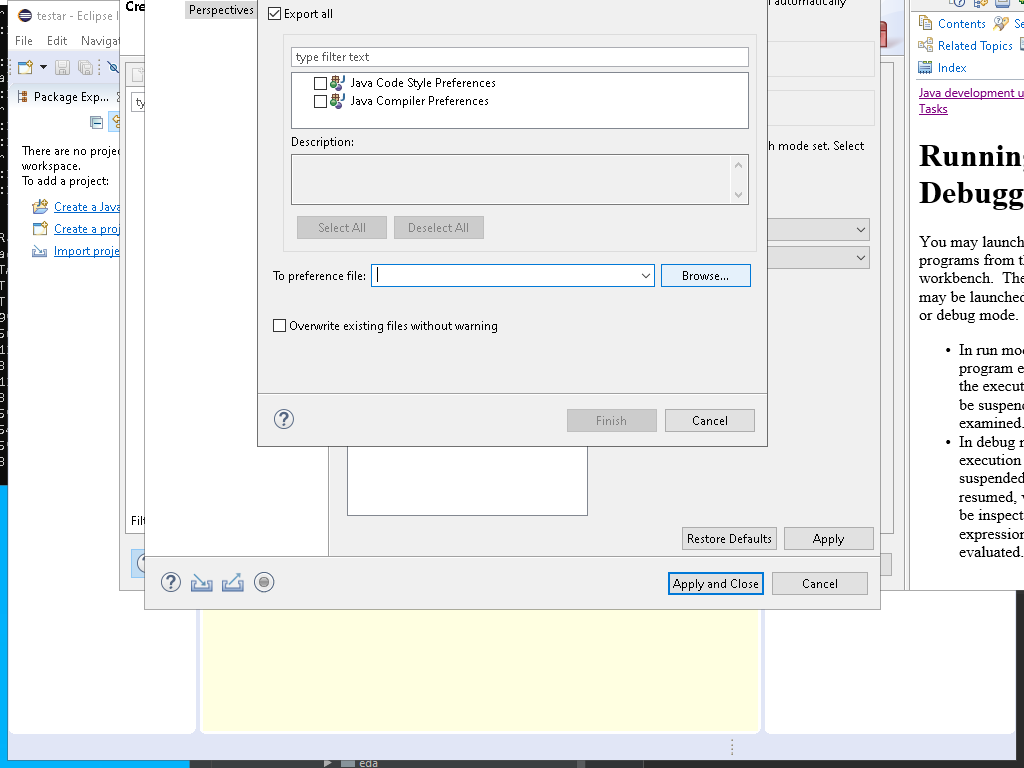 testar - Eclipse I
File Edit Navigat
Package Exp...
There are no projec
workspace.
To add a project:
Create a Java
Create a proj
Import proje
Cre
ty
Filt
Perspectives
Export all
type filter text
Java Code Style Preferences
Java Compiler Preferences
Description:
Select All Deselect All
To preference file: Browse...
Overwrite existing files without warning
Finish Cancel
automatically
h mode set. Select
Restore Defaults Apply
Apply and Close Cancel
Contents Se
Related Topics
Index
Java development u
Tasks
Running
Debugg
You may launch
programs from th
workbench. The
may be launched
or debug mode.
• In run mod
program e
the execut
be suspend
examined.
• In debug m
execution
suspended
resumed, v
be inspect
expression
evaluated.
eda